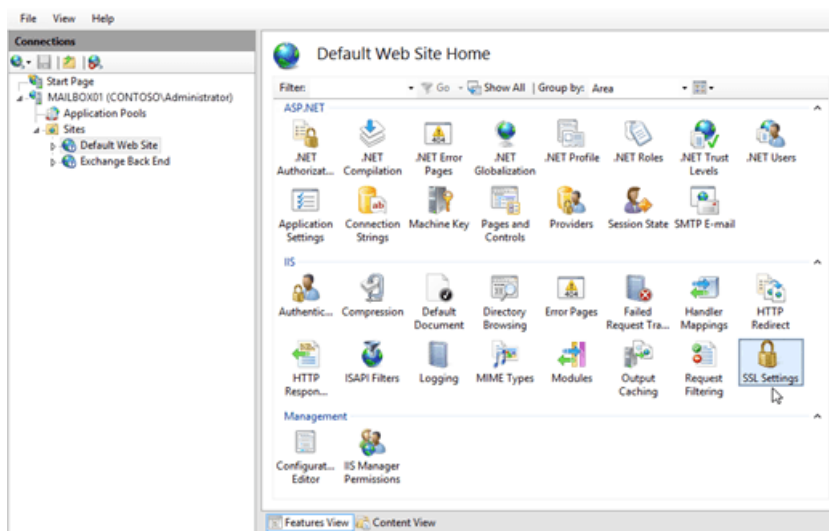 File View Help
Connections
Start Page
MAILBOX01 (CONTOSO\Administrator)
Application Pools
Sites
Default Web Site
Exchange Back End
Default Web Site Home
Filter: Go Show All Group by: Area
ASP.NET
.NET Authorizat... .NET Compilation .NET Error Pages .NET Globalization .NET Profile .NET Roles .NET Trust Levels .NET Users
Application Settings Connection Strings Machine Key Pages and Controls Providers Session State SMTP E-mail
IIS
Authentic... Compression Default Document Directory Browsing Error Pages Failed Request Tra... Handler Mappings HTTP Redirect
HTTP Respon... ISAPI Filters Logging MIME Types Modules Output Caching Request Filtering SSL Settings
Management
Configurat... Editor IIS Manager Permissions
Features View Content View